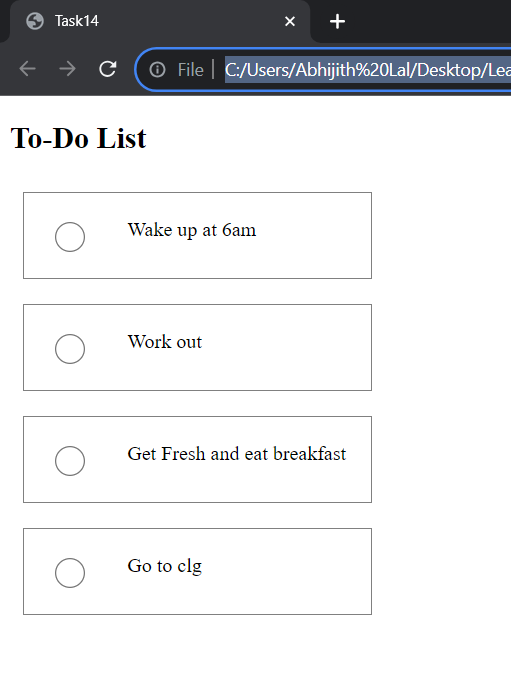 Task14
File
C:/Users/Abhijith%20Lal/Desktop/Lea
To-Do List
Wake up at 6am
Work out
Get Fresh and eat breakfast
Go to clg